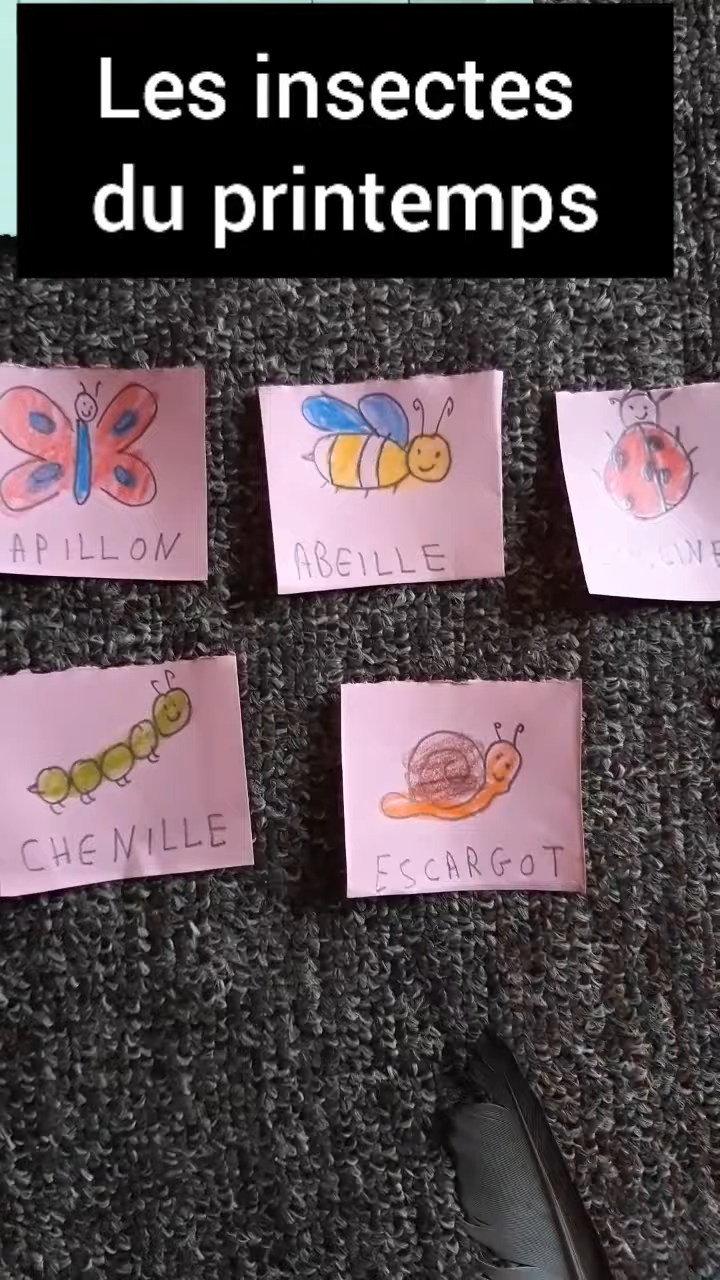 Les insectes
du printemps
APILLON
ABEILLE
CHENILLE
ESCARGOT